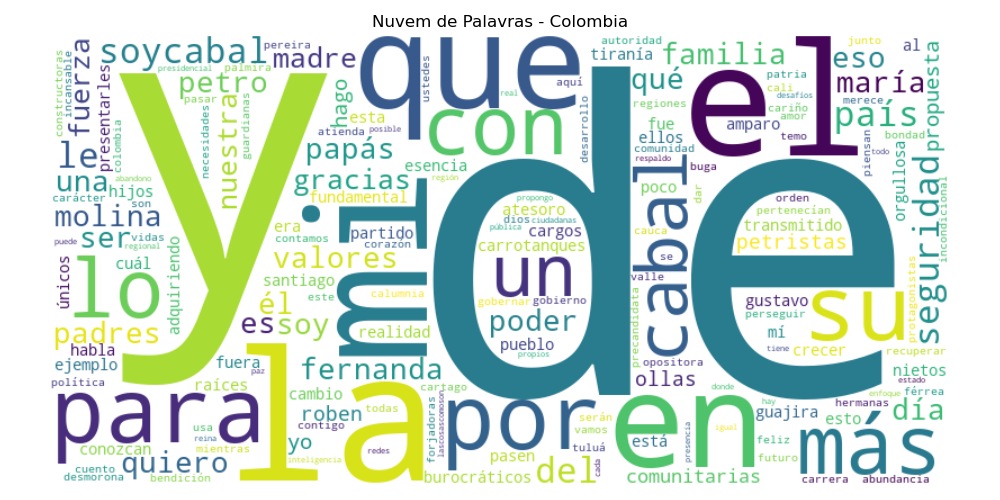 Nuvem de Palavras - Colombia
y
de
que
el
la
mi
para
lo
por
en
más
su
un
con
cabal
soycabal
petro
madre
fuerza
le
una
molina
ser
padres
nuestra
hago
papás
gracias
qué
familia
tiranía
autoridad
junto
al
eso
maría
país
propuesta
seguridad
orgullosa
incondicional
constructoras
incansable
pereira
presidencial
palmira
pasar
presentarles
necesidades
guardianas
colombia
abandono
carácter
son
hijos
vidas
puede
regional
cuál
adquiriendo
únicos
habla
ejemplo
política
fuera
paz
raíces
conozcan
usa
reina
mientras
quiero
cuento
desmorona
bendición
valores
él
es
soy
santiago
este
era
contamos
fundamental
región
esta
atienda
posible
aquí
ustedes
real
desarrollo
esencia
propongo
atesoro
dios
ciudadanas
pública
cargos
carrotanques
partido
corazón
calumnia
realidad
gobernar
gobierno
poder
pueblo
propios
fernanda
cambio
roben
contigo
todas
yo
inteligencia
redes
cartago
forjadoras
lascosascomoson
burocráticos
pasen
del
cada
vamos
serán
tuluá
está
comunitarias
presencia
ollas
opositora
precandidata
valle
cauca
se
poco
comunidad
ellos
respaldo
fue
regiones
dar
buga
amparo
temo
cali
cariño
amor
patria
desafíos
merece
todo
piensan
bondad
orden
pertenecían
transmitido
petristas
gustavo
perseguir
mí
tiene
crecer
protagonistas
recuperar
nietos
estado
férrea
hermanas
enfoque
día
esto
guajira
donde
hay
igual
feliz
futuro
carrera
abundancia